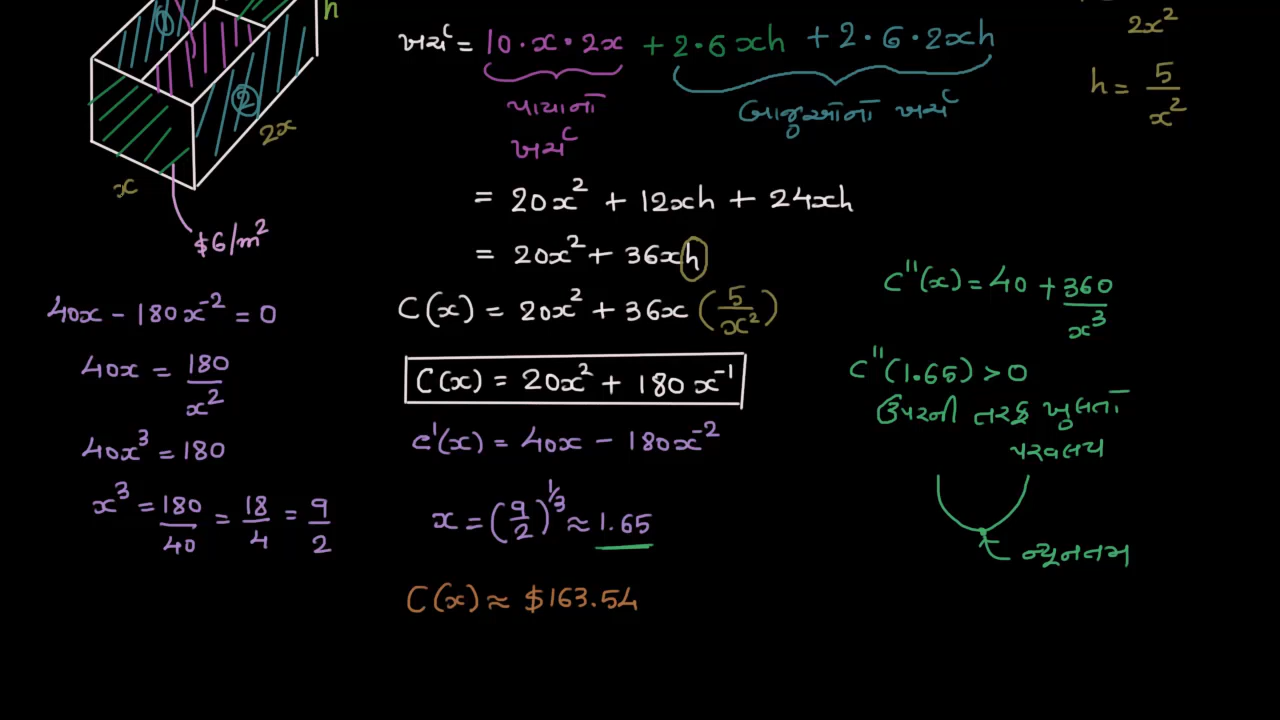 h
2x
x
$6/m²
40x − 180x⁻² = 0
40x = 180/x²
40x³ = 180
x³ = 180/40 = 18/4 = 9/2
ખર્ચ = 10·x·2x + 2·6xh + 2·6·2xh
પાયાનો ખર્ચ
બાજુઓનો ખર્ચ
= 20x² + 12xh + 24xh
= 20x² + 36xh
C(x) = 20x² + 36x (5/x²)
C(x) = 20x² + 180x⁻¹
C'(x) = 40x − 180x⁻²
x = (9/2)^1/3 ≈ 1.65
C(x) ≈ $163.54
2x²
h = 5/x²
C''(x) = 40 + 360/x³
C''(1.65) > 0
ઉપરની તરફ ખુલતો
પરવલય
ન્યુનતમ